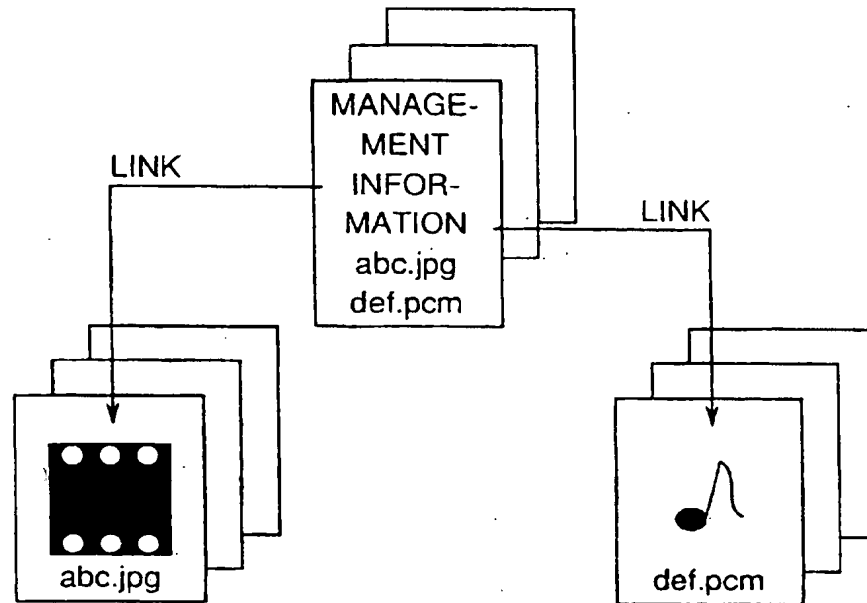 MANAGE-
MENT
INFOR-
MATION
abc.jpg
def.pcm
LINK
LINK
abc.jpg
def.pcm